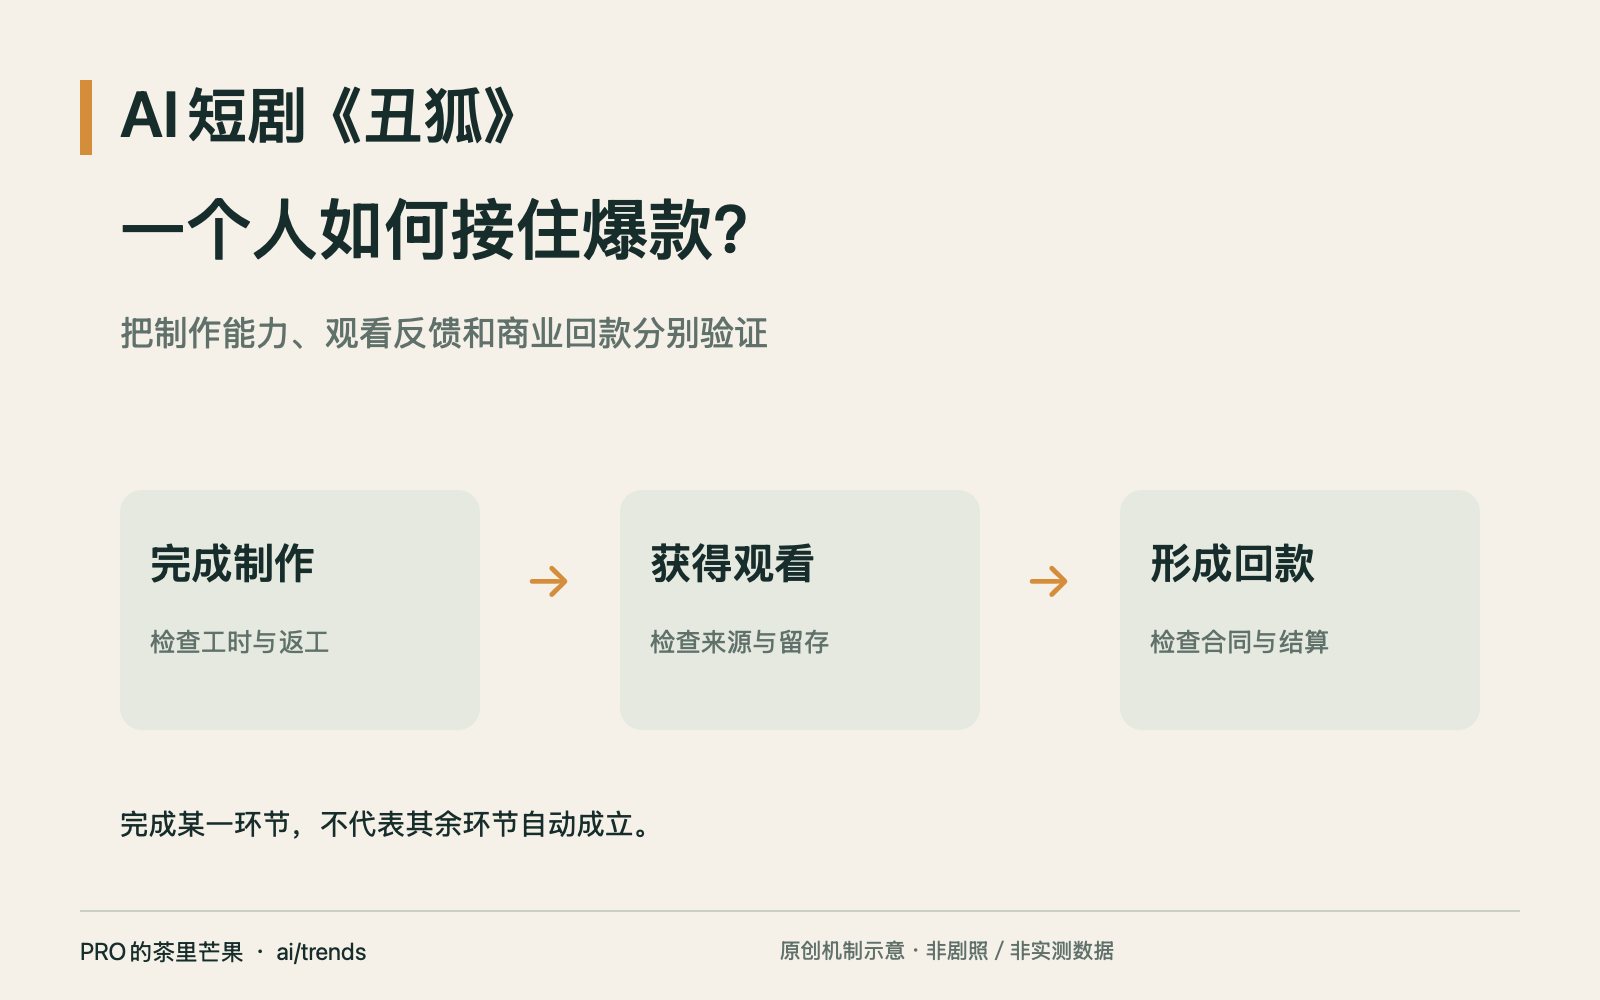 AI 短剧《丑狐》
一个人如何接住爆款?
把制作能力、观看反馈和商业回款分别验证
完成制作
检查工时与返工
→
获得观看
检查来源与留存
→
形成回款
检查合同与结算
完成某一环节，不代表其余环节自动成立。
PRO的茶里芒果 · ai/trends
原创机制示意 · 非剧照 / 非实测数据